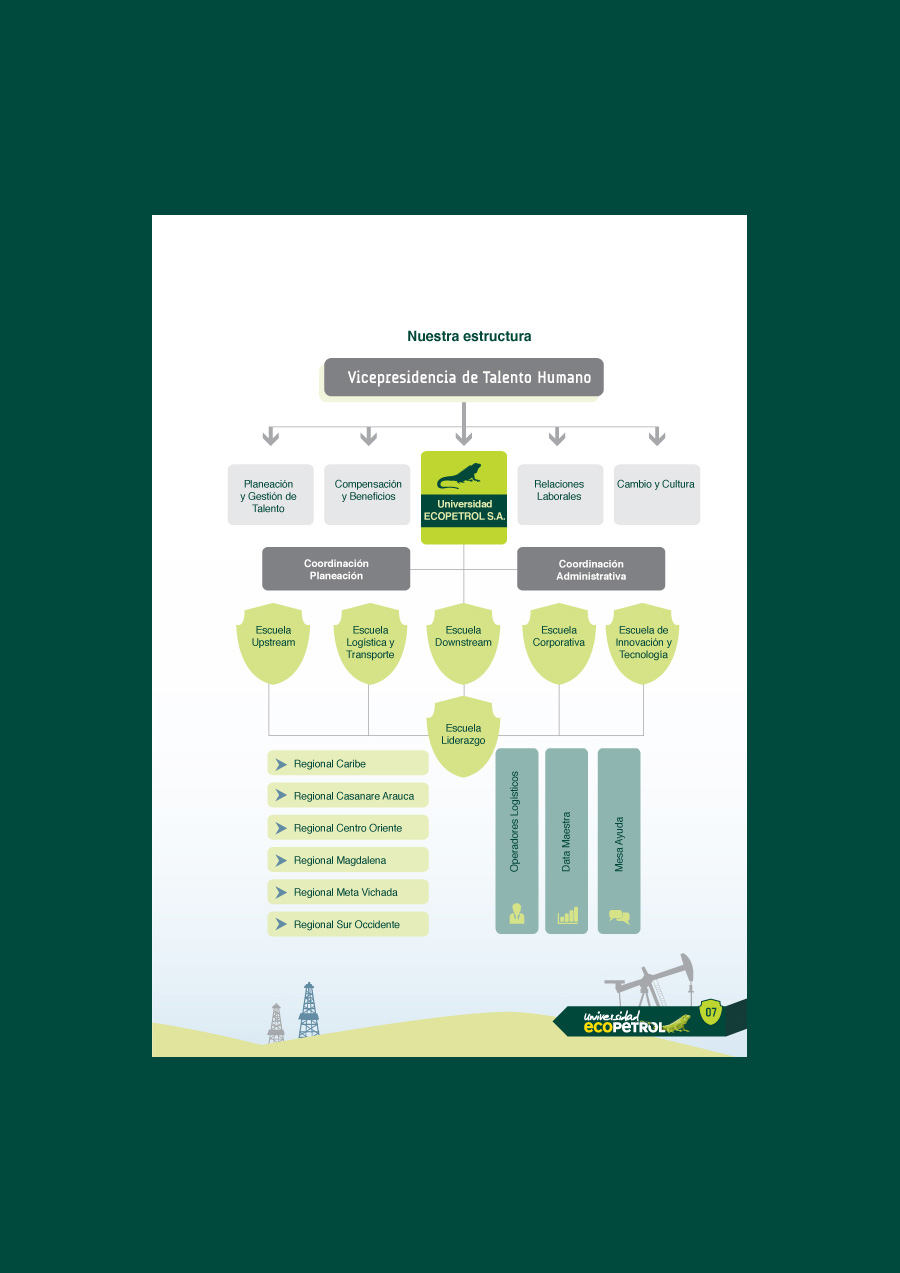 Nuestra estructura
Vicepresidencia de Talento Humano
Planeación
y Gestión de
Talento
Compensación
y Beneficios
Universidad
ECOPETROL S.A.
Relaciones
Laborales
Cambio y Cultura
Coordinación
Planeación
Coordinación
Administrativa
Escuela
Upstream
Escuela
Logística y
Transporte
Escuela
Downstream
Escuela
Corporativa
Escuela de
Innovación y
Tecnología
Escuela
Liderazgo
Regional Caribe
Regional Casanare Arauca
Regional Centro Oriente
Regional Magdalena
Regional Meta Vichada
Regional Sur Occidente
Operadores Logísticos
Data Maestra
Mesa Ayuda
universidad
ecoPETROL
07